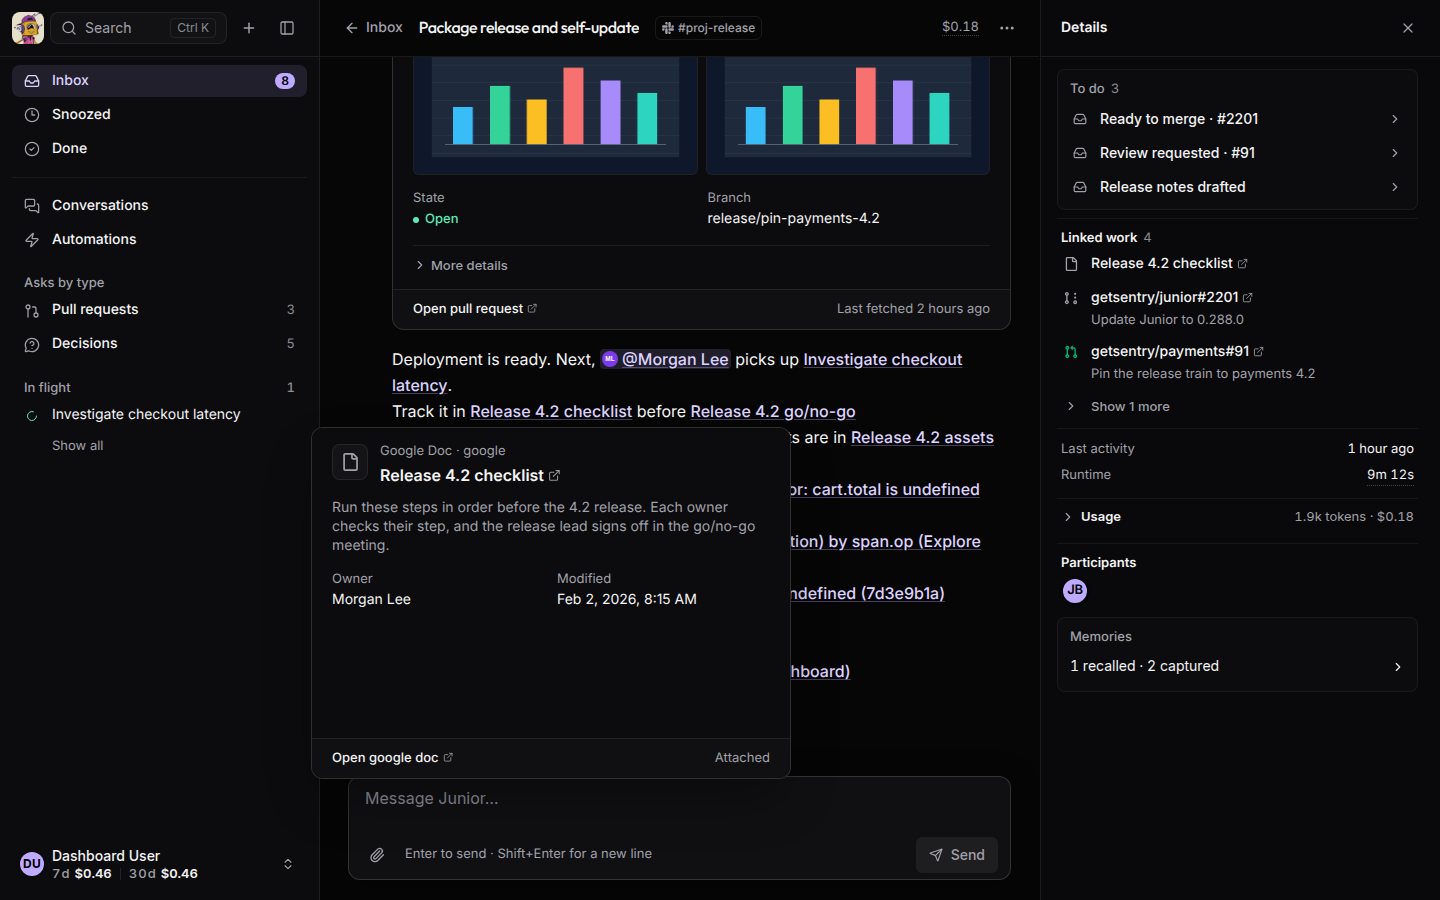 Search
Ctrl K
Inbox
8
Snoozed
Done
Conversations
Automations
Asks by type
Pull requests
3
Decisions
5
In flight
1
Investigate checkout latency
Show all
DU
Dashboard User
7d $0.46 | 30d $0.46
Inbox
Package release and self-update
#proj-release
$0.18
State
Open
Branch
release/pin-payments-4.2
More details
Open pull request
Last fetched 2 hours ago
Deployment is ready. Next, ML @Morgan Lee picks up Investigate checkout
latency.
Track it in Release 4.2 checklist before Release 4.2 go/no-go
s are in Release 4.2 assets
or: cart.total is undefined
tion) by span.op (Explore
ndefined (7d3e9b1a)
hboard)
Google Doc · google
Release 4.2 checklist
Run these steps in order before the 4.2 release. Each owner
checks their step, and the release lead signs off in the go/no-go
meeting.
Owner
Morgan Lee
Modified
Feb 2, 2026, 8:15 AM
Open google doc
Attached
Message Junior...
Enter to send · Shift+Enter for a new line
Send
Details
To do 3
Ready to merge · #2201
Review requested · #91
Release notes drafted
Linked work 4
Release 4.2 checklist
getsentry/junior#2201
Update Junior to 0.288.0
getsentry/payments#91
Pin the release train to payments 4.2
Show 1 more
Last activity
1 hour ago
Runtime
9m 12s
Usage
1.9k tokens · $0.18
Participants
JB
Memories
1 recalled · 2 captured